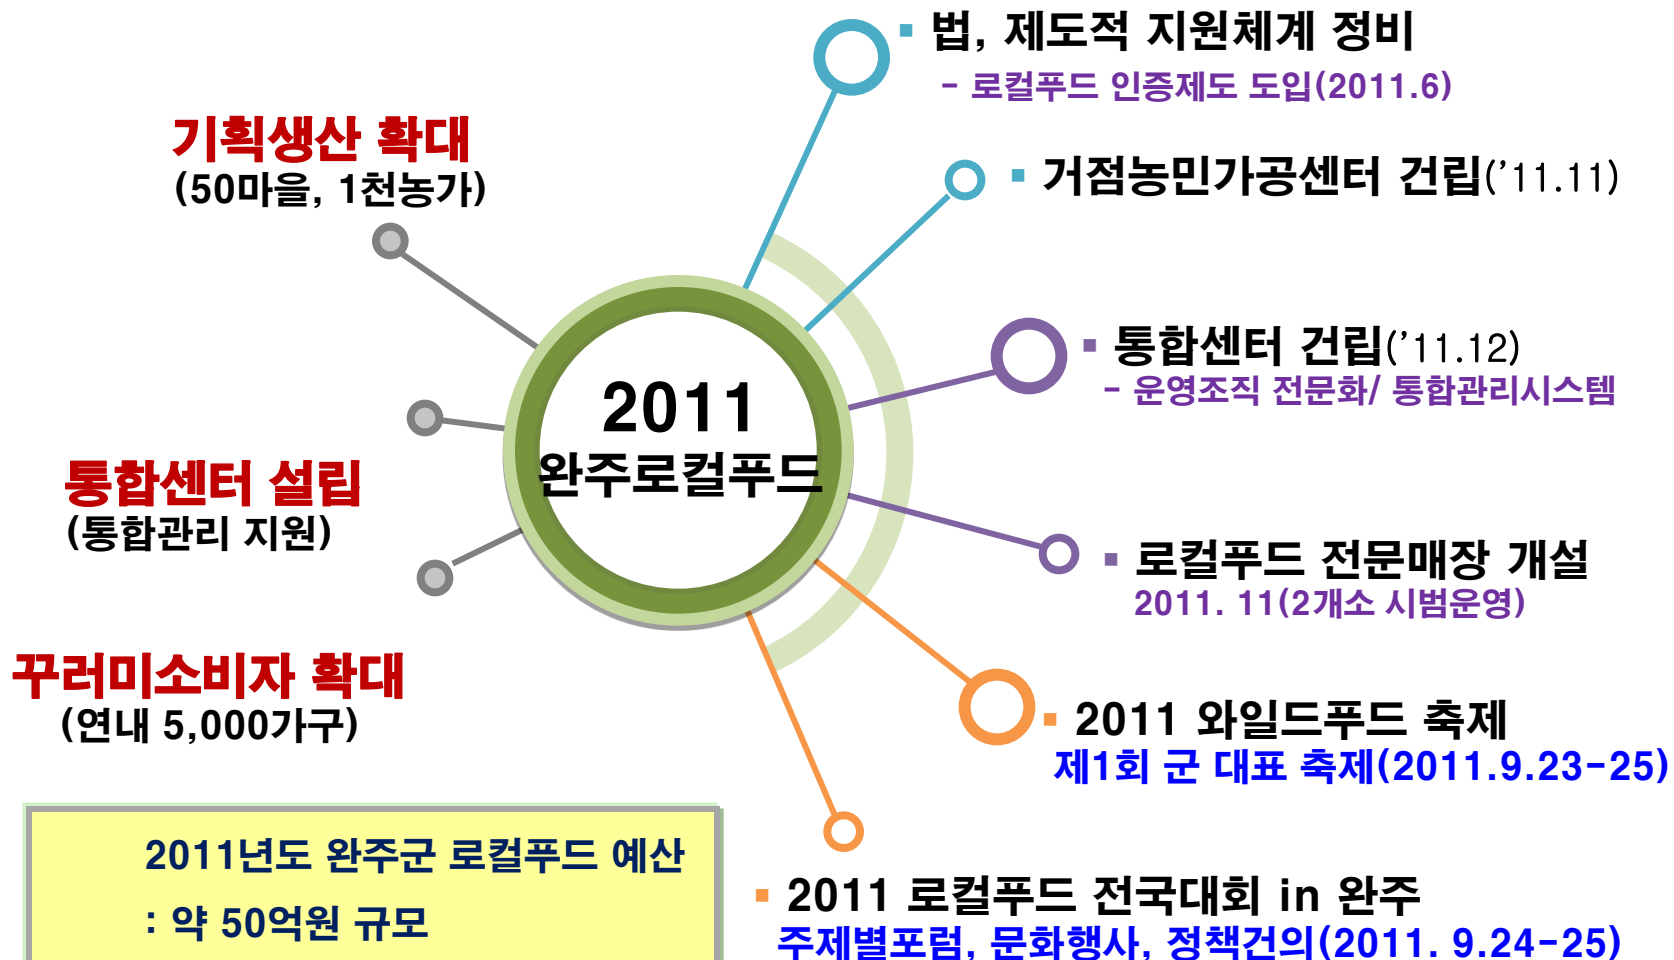 기획생산 확대
(50마을, 1천농가)
통합센터 설립
(통합관리 지원)
꾸러미소비자 확대
(연내 5,000가구)
2011년도 완주군 로컬푸드 예산
: 약 50억원 규모
2011
완주로컬푸드
▪ 법, 제도적 지원체계 정비
- 로컬푸드 인증제도 도입(2011.6)
▪ 거점농민가공센터 건립(’11.11)
▪ 통합센터 건립(’11.12)
- 운영조직 전문화/ 통합관리시스템
▪ 로컬푸드 전문매장 개설
2011. 11(2개소 시범운영)
▪ 2011 와일드푸드 축제
제1회 군 대표 축제(2011.9.23-25)
▪ 2011 로컬푸드 전국대회 in 완주
주제별포럼, 문화행사, 정책건의(2011. 9.24-25)